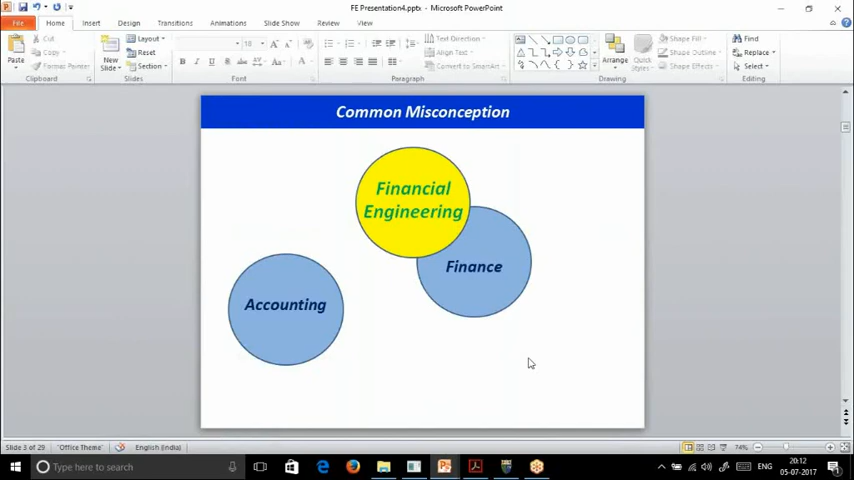 FE Presentation4.pptx - Microsoft PowerPoint
File Home Insert Design Transitions Animations Slide Show Review View
Cut
Copy
Format Painter
Paste
Clipboard
New
Slides
Layout
Reset
Section
Slides
18
Font
Text Direction
Align Text
Convert to SmartArt
Paragraph
Arrange
Quick
Styles
Shape Fill
Shape Outline
Shape Effects
Drawing
Find
Replace
Select
Editing
Common Misconception
Financial
Engineering
Finance
Accounting
Slide 3 of 29 "Office Theme" English (India) 74%
Type here to search
ENG
20:12
05-07-2017